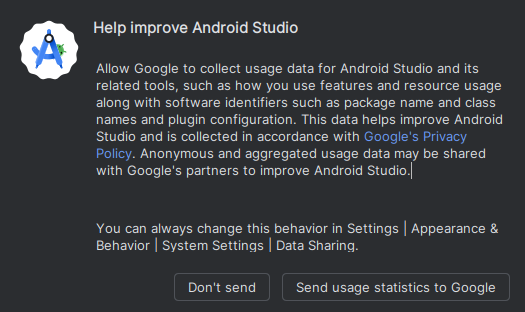 Help improve Android Studio
Allow Google to collect usage data for Android Studio and its
related tools, such as how you use features and resource usage
along with software identifiers such as package name and class
names and plugin configuration. This data helps improve Android
Studio and is collected in accordance with Google's Privacy
Policy. Anonymous and aggregated usage data may be shared
with Google's partners to improve Android Studio.
You can always change this behavior in Settings | Appearance &
Behavior | System Settings | Data Sharing.
Don't send
Send usage statistics to Google